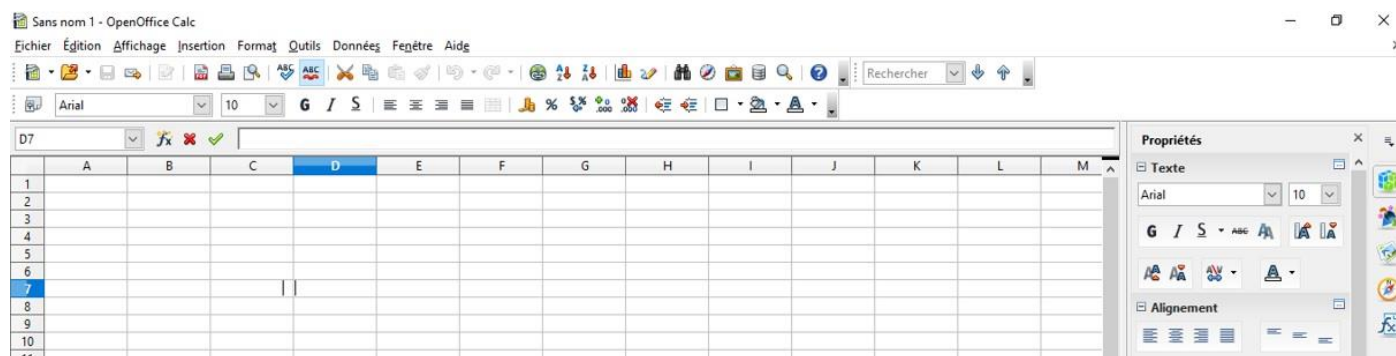 Sans nom 1 - OpenOffice Calc
Fichier Édition Affichage Insertion Format Outils Données Fenêtre Aide
Rechercher
Arial 10 G I S
D7
A B C D E F G H I J K L M
1
2
3
4
5
6
7
8
9
10
Propriétés
Texte
Arial 10
G I S ABC
Alignement